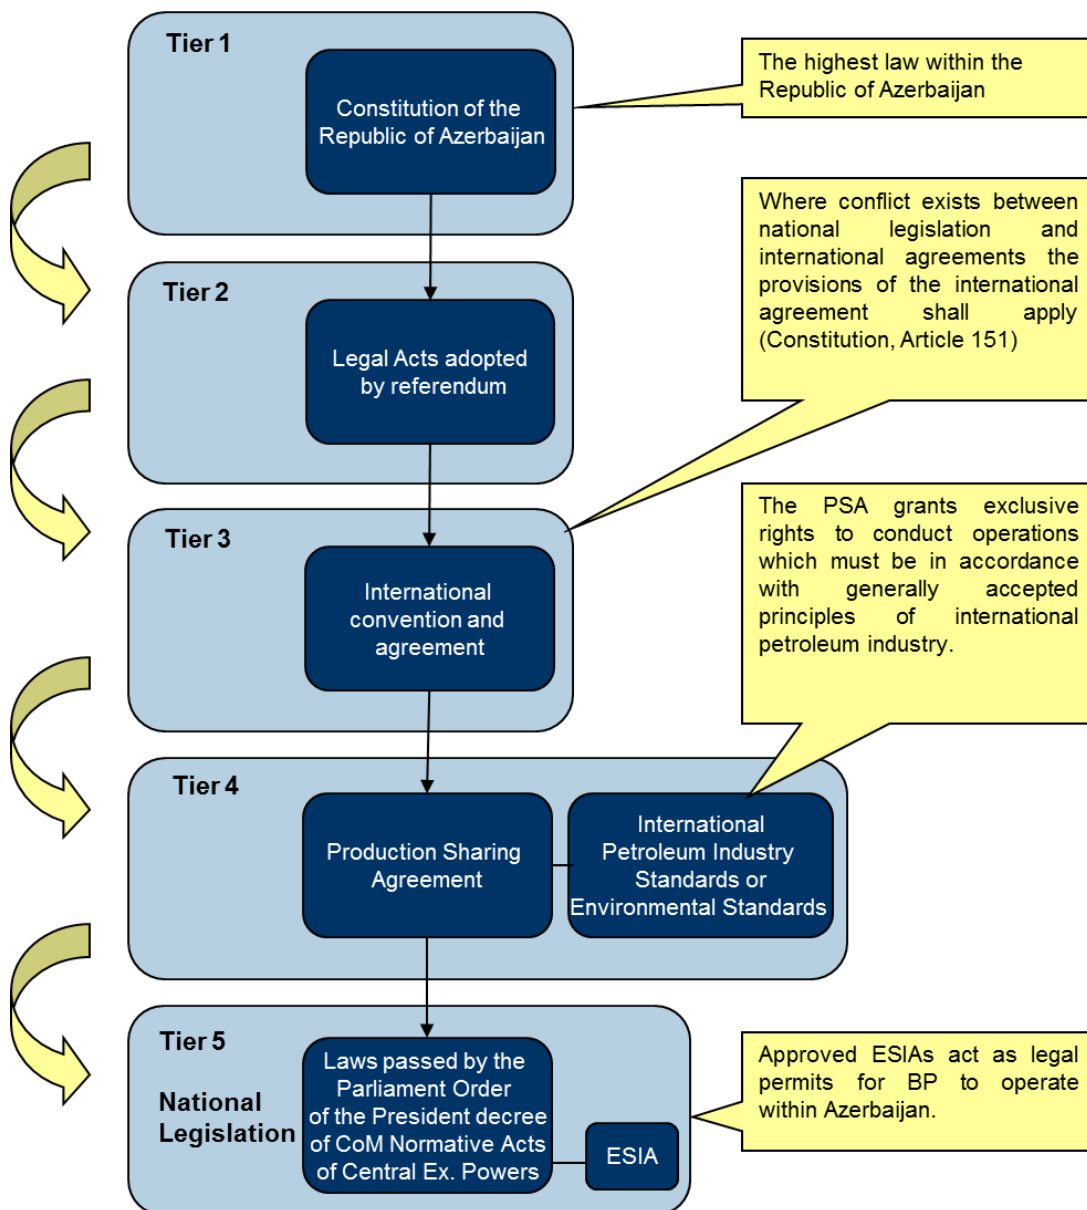 Tier 1
Constitution of the
Republic of Azerbaijan
The highest law within the
Republic of Azerbaijan
Tier 2
Legal Acts adopted
by referendum
Where conflict exists between
national legislation and
international agreements the
provisions of the international
agreement shall apply
(Constitution, Article 151)
Tier 3
International
convention and
agreement
The PSA grants exclusive
rights to conduct operations
which must be in accordance
with generally accepted
principles of international
petroleum industry.
Tier 4
Production Sharing
Agreement
International
Petroleum Industry
Standards or
Environmental Standards
Tier 5
National
Legislation
Laws passed by the
Parliament Order
of the President decree
of CoM Normative Acts
of Central Ex. Powers
ESIA
Approved ESIAs act as legal
permits for BP to operate
within Azerbaijan.